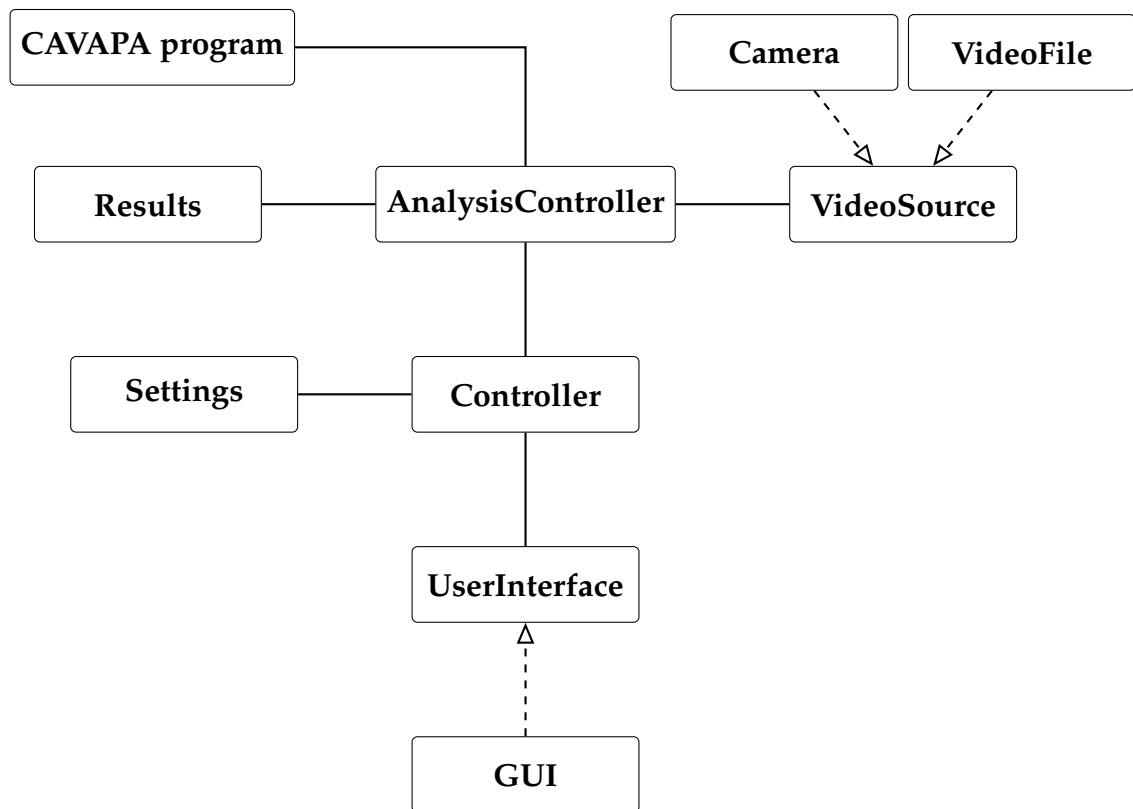 CAVAPA program
Camera
VideoFile
Results
AnalysisController
VideoSource
Settings
Controller
UserInterface
GUI